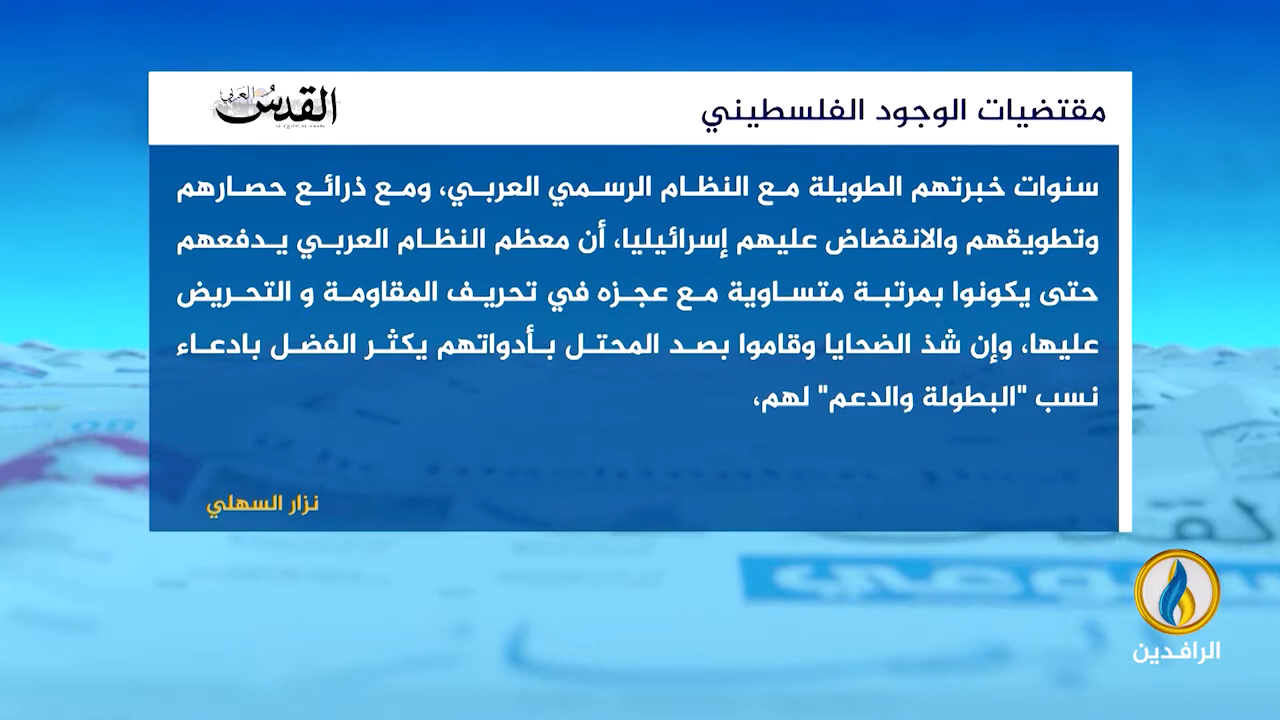 مقتضيات الوجود الفلسطيني
القدس العربي
سنوات خبرتهم الطويلة مع النظام الرسمي العربي، ومع ذرائع حصارهم
وتطويقهم والانقضاض عليهم إسرائيليا، أن معظم النظام العربي يدفعهم
حتى يكونوا بمرتبة متساوية مع عجزه في تحريف المقاومة و التحريض
عليها، وإن شذ الضحايا وقاموا بصد المحتل بأدواتهم يكثر الفضل بادعاء
نسب "البطولة والدعم" لهم،
نزار السهلي
الرافدين